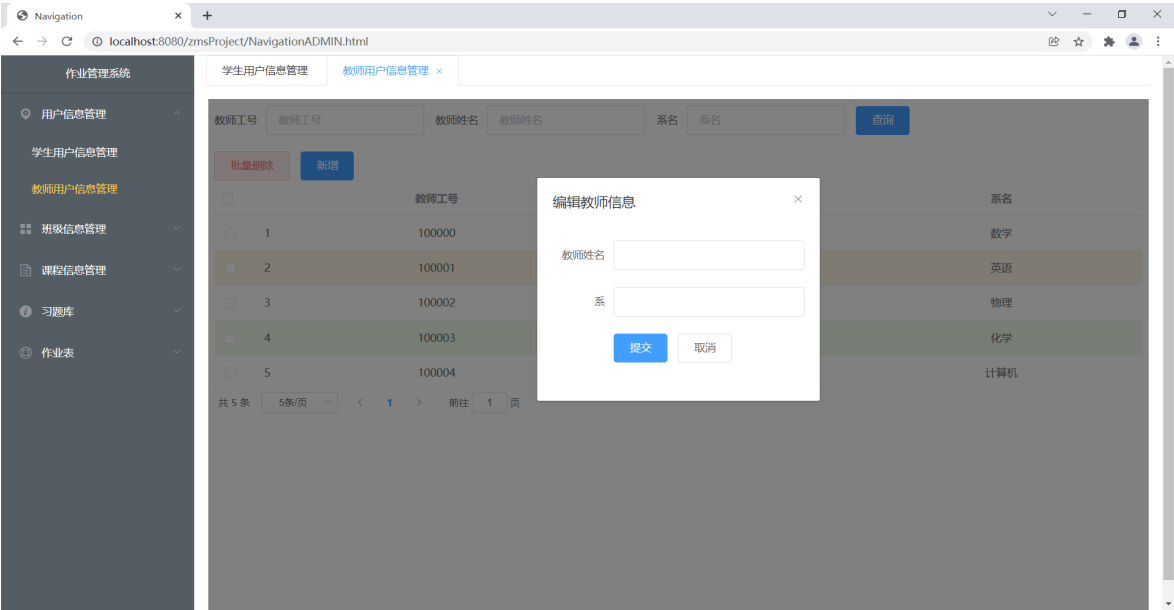 Navigation
localhost:8080/zmsProject/NavigationADMIN.html
作业管理系统
用户信息管理
学生用户信息管理
教师用户信息管理
班级信息管理
课程信息管理
习题库
作业表
学生用户信息管理 教师用户信息管理
教师工号 教师工号 教师姓名 教师姓名 系名 系名 查询
批量删除 新增
教师工号 系名
1 100000 数学
2 100001 英语
3 100002 物理
4 100003 化学
5 100004 计算机
共 5 条 5条/页 1 前往 1 页
编辑教师信息
教师姓名
系
提交 取消